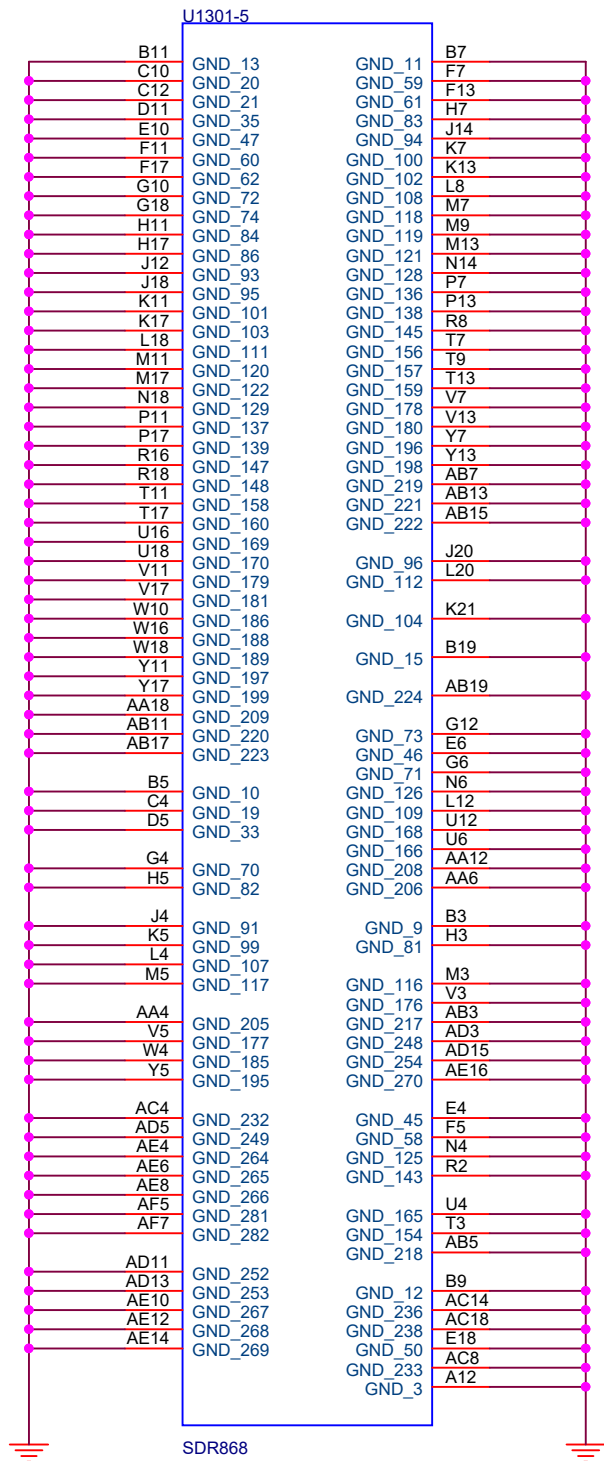 U1301-5
B11 GND_13 GND_11 B7
C10 GND_20 GND_59 F7
C12 GND_21 GND_61 F13
D11 GND_35 GND_83 H7
E10 GND_47 GND_94 J14
F11 GND_60 GND_100 K7
F17 GND_62 GND_102 K13
G10 GND_72 GND_108 L8
G18 GND_74 GND_118 M7
H11 GND_84 GND_119 M9
H17 GND_86 GND_121 M13
J12 GND_93 GND_128 N14
J18 GND_95 GND_136 P7
K11 GND_101 GND_138 P13
K17 GND_103 GND_145 R8
L18 GND_111 GND_156 T7
M11 GND_120 GND_157 T9
M17 GND_122 GND_159 T13
N18 GND_129 GND_178 V7
P11 GND_137 GND_180 V13
P17 GND_139 GND_196 Y7
R16 GND_147 GND_198 Y13
R18 GND_148 GND_219 AB7
T11 GND_158 GND_221 AB13
T17 GND_160 GND_222 AB15
U16 GND_169
U18 GND_170 GND_96 J20
V11 GND_179 GND_112 L20
V17 GND_181
W10 GND_186 GND_104 K21
W16 GND_188
W18 GND_189 GND_15 B19
Y11 GND_197
Y17 GND_199 GND_224 AB19
AA18 GND_209
AB11 GND_220 GND_73 G12
AB17 GND_223 GND_46 E6
GND_71 G6
B5 GND_10 GND_126 N6
C4 GND_19 GND_109 L12
D5 GND_33 GND_168 U12
GND_166 U6
G4 GND_70 GND_208 AA12
H5 GND_82 GND_206 AA6
J4 GND_91 GND_9 B3
K5 GND_99 GND_81 H3
L4 GND_107
M5 GND_117 GND_116 M3
GND_176 V3
AA4 GND_205 GND_217 AB3
V5 GND_177 GND_248 AD3
W4 GND_185 GND_254 AD15
Y5 GND_195 GND_270 AE16
AC4 GND_232 GND_45 E4
AD5 GND_249 GND_58 F5
AE4 GND_264 GND_125 N4
AE6 GND_265 GND_143 R2
AE8 GND_266
AF5 GND_281 GND_165 U4
AF7 GND_282 GND_154 T3
GND_218 AB5
AD11 GND_252
AD13 GND_253 GND_12 B9
AE10 GND_267 GND_236 AC14
AE12 GND_268 GND_238 AC18
AE14 GND_269 GND_50 E18
GND_233 AC8
GND_3 A12
SDR868